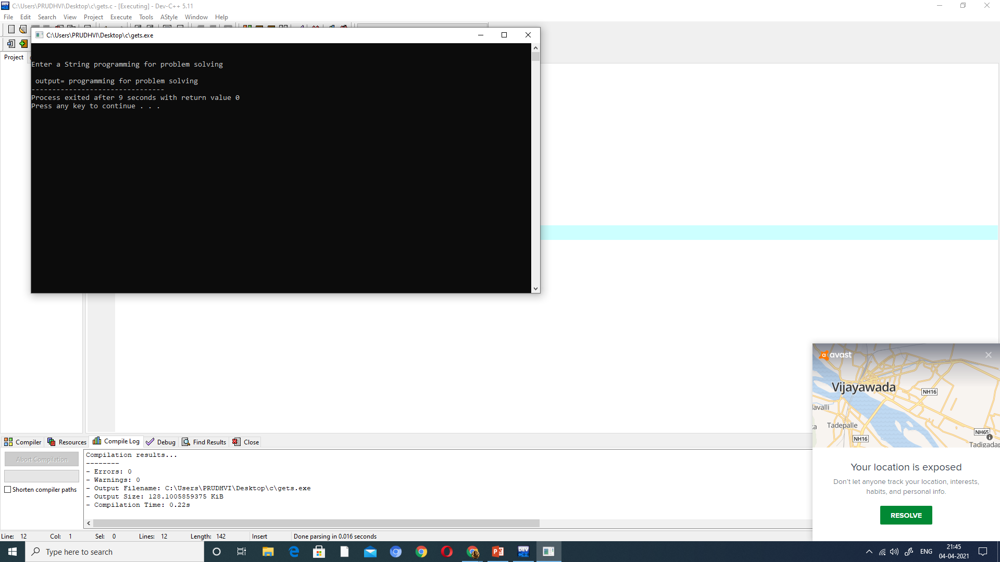 C:\Users\PRUDHVI\Desktop\c\gets.c - [Executing] - Dev-C++ 5.11
File Edit Search View Project Execute Tools AStyle Window Help
C:\Users\PRUDHVI\Desktop\c\gets.exe
Project
Enter a String programming for problem solving
output= programming for problem solving
--------------------------------
Process exited after 9 seconds with return value 0
Press any key to continue . . .
avast
Vijayawada
NH16
Tadepalle
NH65
NH16
Your location is exposed
Don't let anyone track your location, interests,
habits, and personal info.
RESOLVE
Compiler Resources Compile Log Debug Find Results Close
Abort Compilation
Shorten compiler paths
Compilation results...
--------
- Errors: 0
- Warnings: 0
- Output Filename: C:\Users\PRUDHVI\Desktop\c\gets.exe
- Output Size: 128.1005859375 KiB
- Compilation Time: 0.22s
Line: 12 Col: 1 Sel: 0 Lines: 12 Length: 142 Insert Done parsing in 0.016 seconds
Type here to search
DEV C++
ENG
21:45
04-04-2021